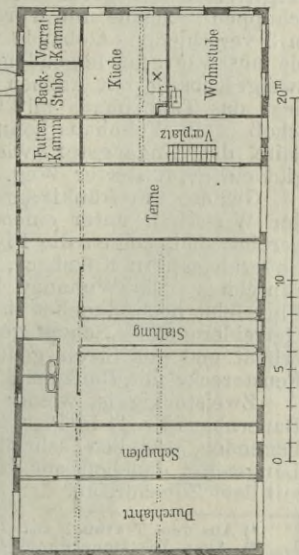 Vorrat-
Kamm.
Back-
Stube
Futter
Kamm.
Küche
Wohnstube
Vorplatz
Tenne
Stallung
Schupfen
Durchfahrt
0
5
10
20m